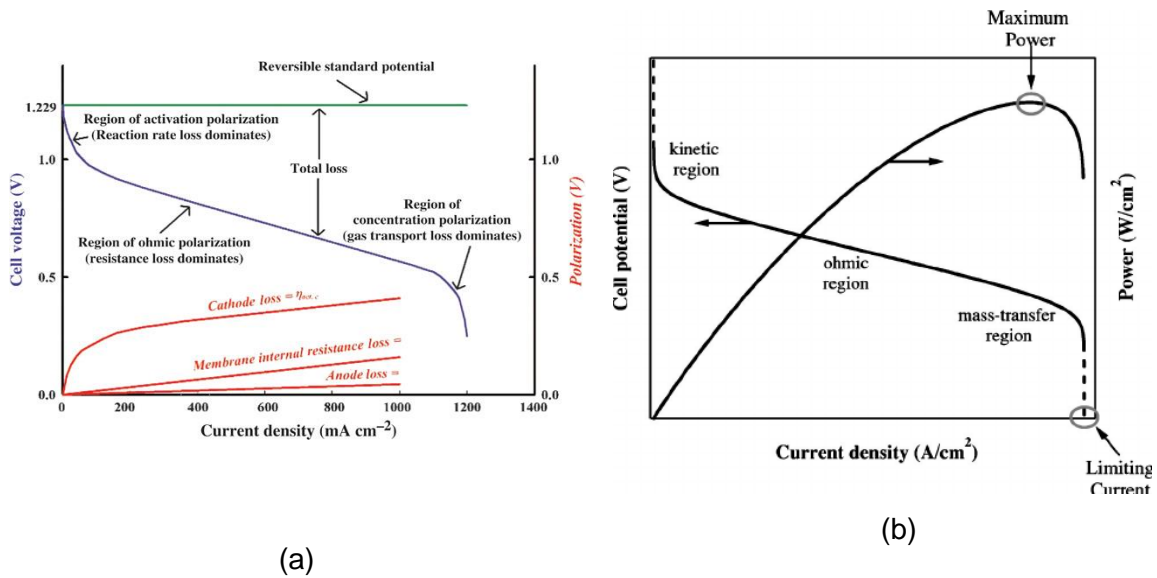 Reversible standard potential
1.229
Region of activation polarization
(Reaction rate loss dominates)
1.0
Total loss
1.0
Region of
concentration polarization
(gas transport loss dominates)
Region of ohmic polarization
(resistance loss dominates)
Cell voltage (V)
Polarization (V)
0.5
0.5
Cathode loss =
Membrane internal resistance loss =
Anode loss =
0.0
0.0
0 200 400 600 800 1000 1200 1400
Current density (mA cm⁻²)
(a)
Maximum
Power
kinetic
region
Cell potential (V)
Power (W/cm²)
ohmic
region
mass-transfer
region
Current density (A/cm²)
Limiting
Current
(b)